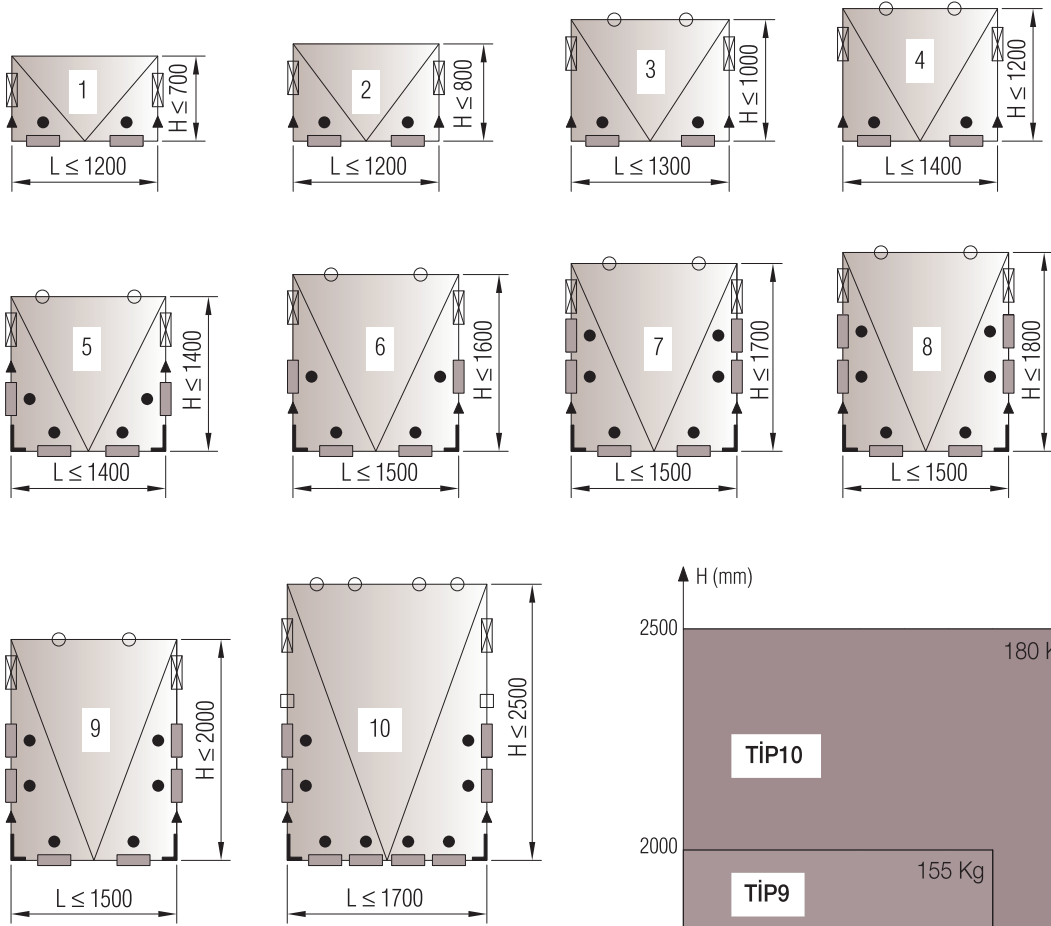 1
H ≤ 700
L ≤ 1200
2
H ≤ 800
L ≤ 1200
3
H ≤ 1000
L ≤ 1300
4
H ≤ 1200
L ≤ 1400
5
H ≤ 1400
L ≤ 1400
6
H ≤ 1600
L ≤ 1500
7
H ≤ 1700
L ≤ 1500
8
H ≤ 1800
L ≤ 1500
9
H ≤ 2000
L ≤ 1500
10
H ≤ 2500
L ≤ 1700
H (mm)
2500
180 K
TİP10
2000
155 Kg
TİP9